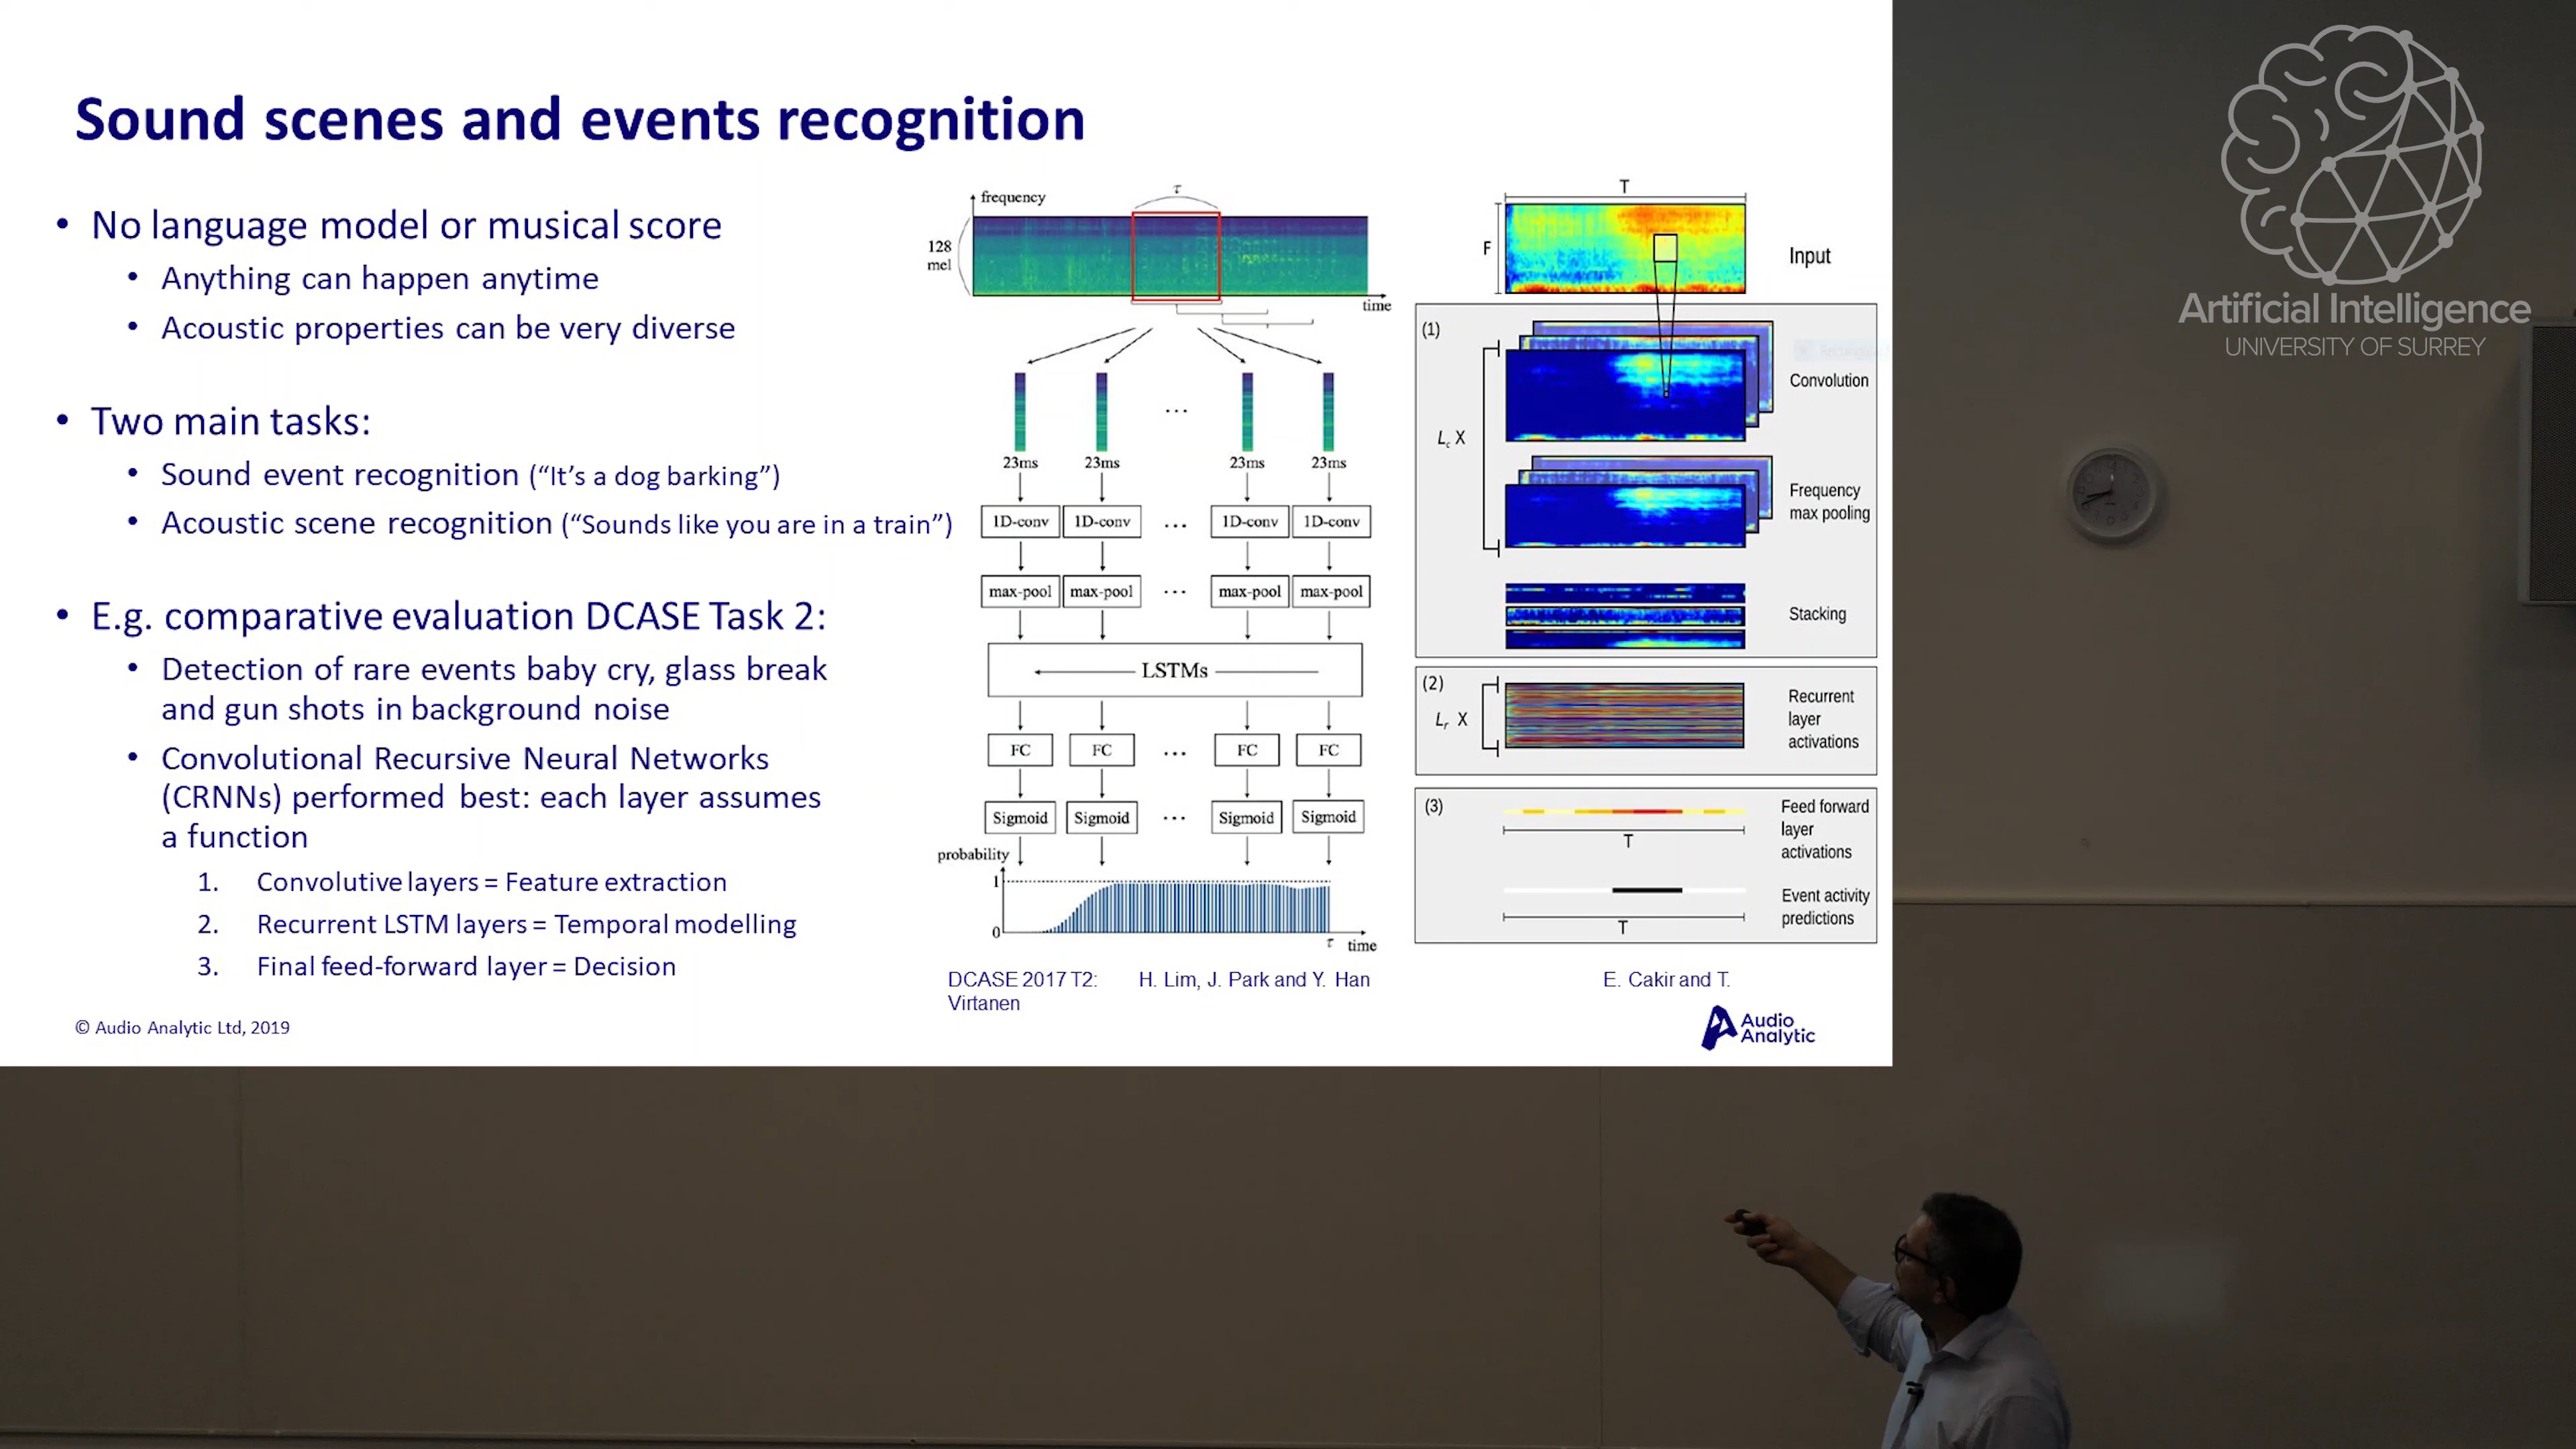 Sound scenes and events recognition
• No language model or musical score
• Anything can happen anytime
• Acoustic properties can be very diverse
• Two main tasks:
• Sound event recognition (“It’s a dog barking”)
• Acoustic scene recognition (“Sounds like you are in a train”)
• E.g. comparative evaluation DCASE Task 2:
• Detection of rare events baby cry, glass break
and gun shots in background noise
• Convolutional Recursive Neural Networks
(CRNNs) performed best: each layer assumes
a function
1. Convolutive layers = Feature extraction
2. Recurrent LSTM layers = Temporal modelling
3. Final feed-forward layer = Decision
© Audio Analytic Ltd, 2019
frequency
τ
128
mel
time
...
23ms 23ms 23ms 23ms
1D-conv 1D-conv ... 1D-conv 1D-conv
max-pool max-pool ... max-pool max-pool
LSTMs
FC FC ... FC FC
Sigmoid Sigmoid ... Sigmoid Sigmoid
probability
1
0
τ time
DCASE 2017 T2: H. Lim, J. Park and Y. Han E. Cakir and T.
Virtanen
T
F
Input
(1)
Convolution
Lc X
Frequency
max pooling
Stacking
(2)
Lr X
Recurrent
layer
activations
(3)
Feed forward
layer
activations
T
Event activity
predictions
T
Audio
Analytic
Artificial Intelligence
UNIVERSITY OF SURREY